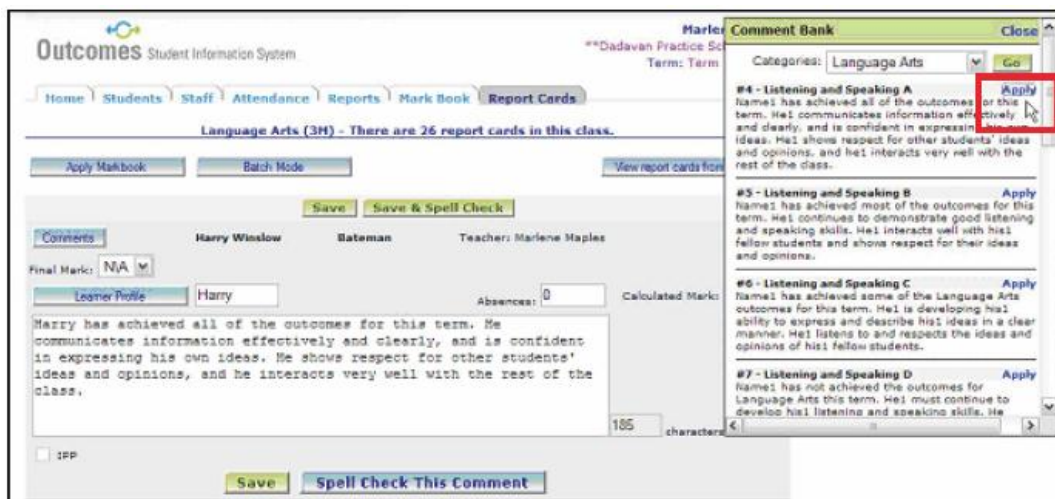 Outcomes Student Information System
Marle
**Dadavan Practice Sc
Term: Term
Home Students Staff Attendance Reports Mark Book Report Cards
Language Arts (3M) - There are 26 report cards in this class.
Apply Markbook Batch Mode View report cards from
Save Save & Spell Check
Comments Harry Winslow Bateman Teacher: Marlene Maples
Final Mark: N\A
Learner Profile Harry Absences: 0 Calculated Mark:
Harry has achieved all of the outcomes for this term. He
communicates information effectively and clearly, and is confident
in expressing his own ideas. He shows respect for other students'
ideas and opinions, and he interacts very well with the rest of the
class.
185 characters
IPP
Save Spell Check This Comment
Comment Bank Close
Categories: Language Arts Go
#4 - Listening and Speaking A Apply
Name1 has achieved all of the outcomes for this
term. He1 communicates information effectively
and clearly, and is confident in expressing his own
ideas. He1 shows respect for other students' ideas
and opinions, and he1 interacts very well with the
rest of the class.
#5 - Listening and Speaking B Apply
Name1 has achieved most of the outcomes for this
term. He1 continues to demonstrate good listening
and speaking skills. He1 interacts well with his1
fellow students and shows respect for their ideas
and opinions.
#6 - Listening and Speaking C Apply
Name1 has achieved some of the Language Arts
outcomes for this term. He1 is developing his1
ability to express and describe his1 ideas in a clear
manner. He1 listens to and respects the ideas and
opinions of his1 fellow students.
#7 - Listening and Speaking D Apply
Name1 has not achieved the outcomes for
Language Arts this term. He1 must continue to
develop his1 listening and speaking skills. He